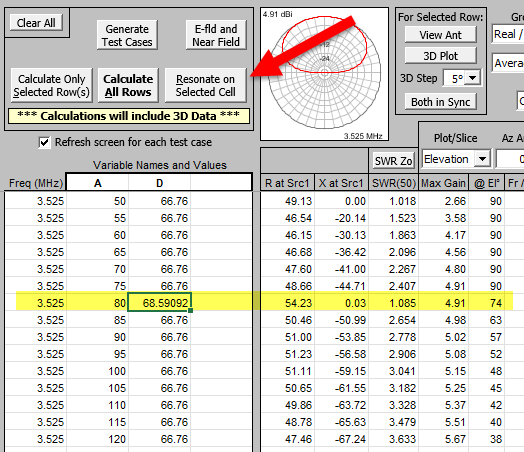 Clear All
Generate
Test Cases
E-fld and
Near Field
Calculate Only
Selected Row(s)
Calculate
All Rows
Resonate on
Selected Cell
*** Calculations will include 3D Data ***
Refresh screen for each test case
4.91 dBi
-12
-24
3.525 MHz
For Selected Row:
View Ant
3D Plot
3D Step 5°
Both in Sync
Gre
Real /
Avera
C
Plot/Slice
Az A
SWR Zo
Elevation
0
Variable Names and Values
Freq (MHz) A D R at Src1 X at Src1 SWR(50) Max Gain @ El° Fr /
3.525 50 66.76 49.13 0.00 1.018 2.66 90
3.525 55 66.76 46.54 -20.14 1.523 3.58 90
3.525 60 66.76 46.15 -30.13 1.863 4.17 90
3.525 65 66.76 46.68 -36.42 2.096 4.56 90
3.525 70 66.76 47.60 -41.00 2.267 4.80 90
3.525 75 66.76 48.66 -44.71 2.407 4.91 90
3.525 80 68.59092 54.23 0.03 1.085 4.91 74
3.525 85 66.76 50.46 -50.99 2.654 4.98 63
3.525 90 66.76 51.00 -53.85 2.778 5.02 57
3.525 95 66.76 51.23 -56.58 2.906 5.08 52
3.525 100 66.76 51.11 -59.15 3.041 5.15 48
3.525 105 66.76 50.65 -61.55 3.182 5.25 45
3.525 110 66.76 49.86 -63.72 3.328 5.37 42
3.525 115 66.76 48.78 -65.63 3.479 5.51 40
3.525 120 66.76 47.46 -67.24 3.633 5.67 38